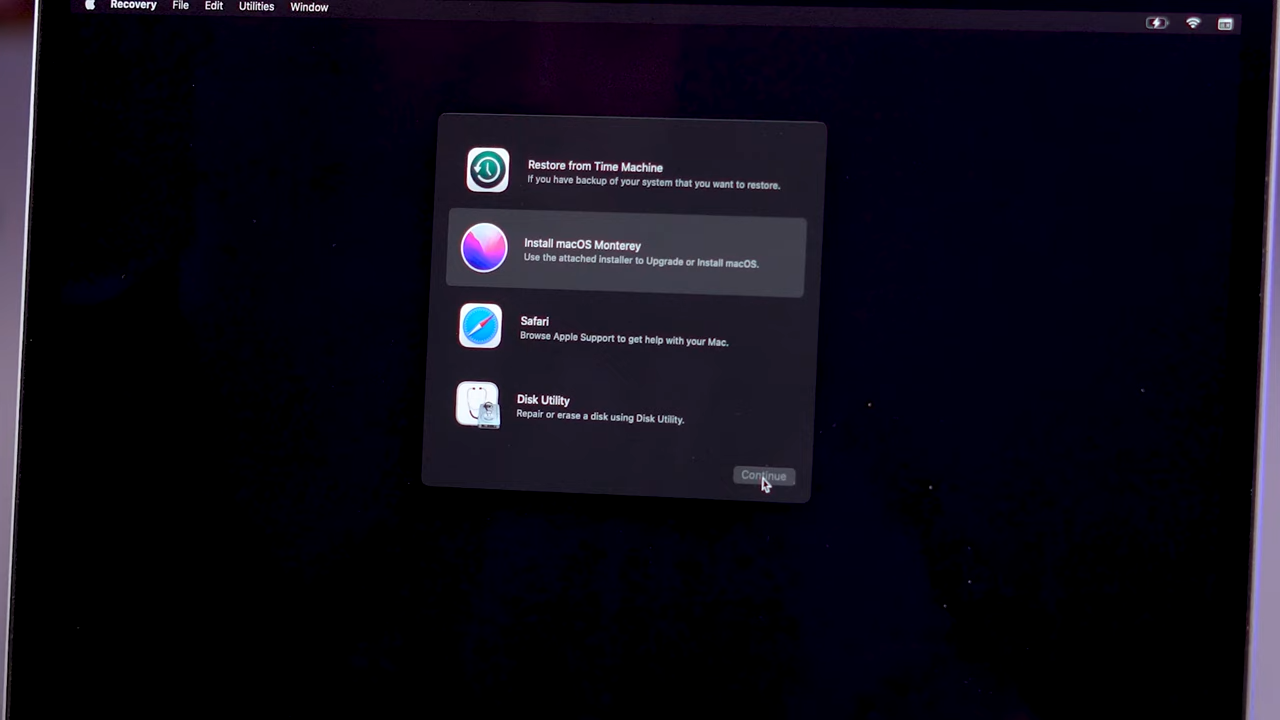 Recovery File Edit Utilities Window
Restore from Time Machine
If you have backup of your system that you want to restore.
Install macOS Monterey
Use the attached installer to Upgrade or Install macOS.
Safari
Browse Apple Support to get help with your Mac.
Disk Utility
Repair or erase a disk using Disk Utility.
Continue